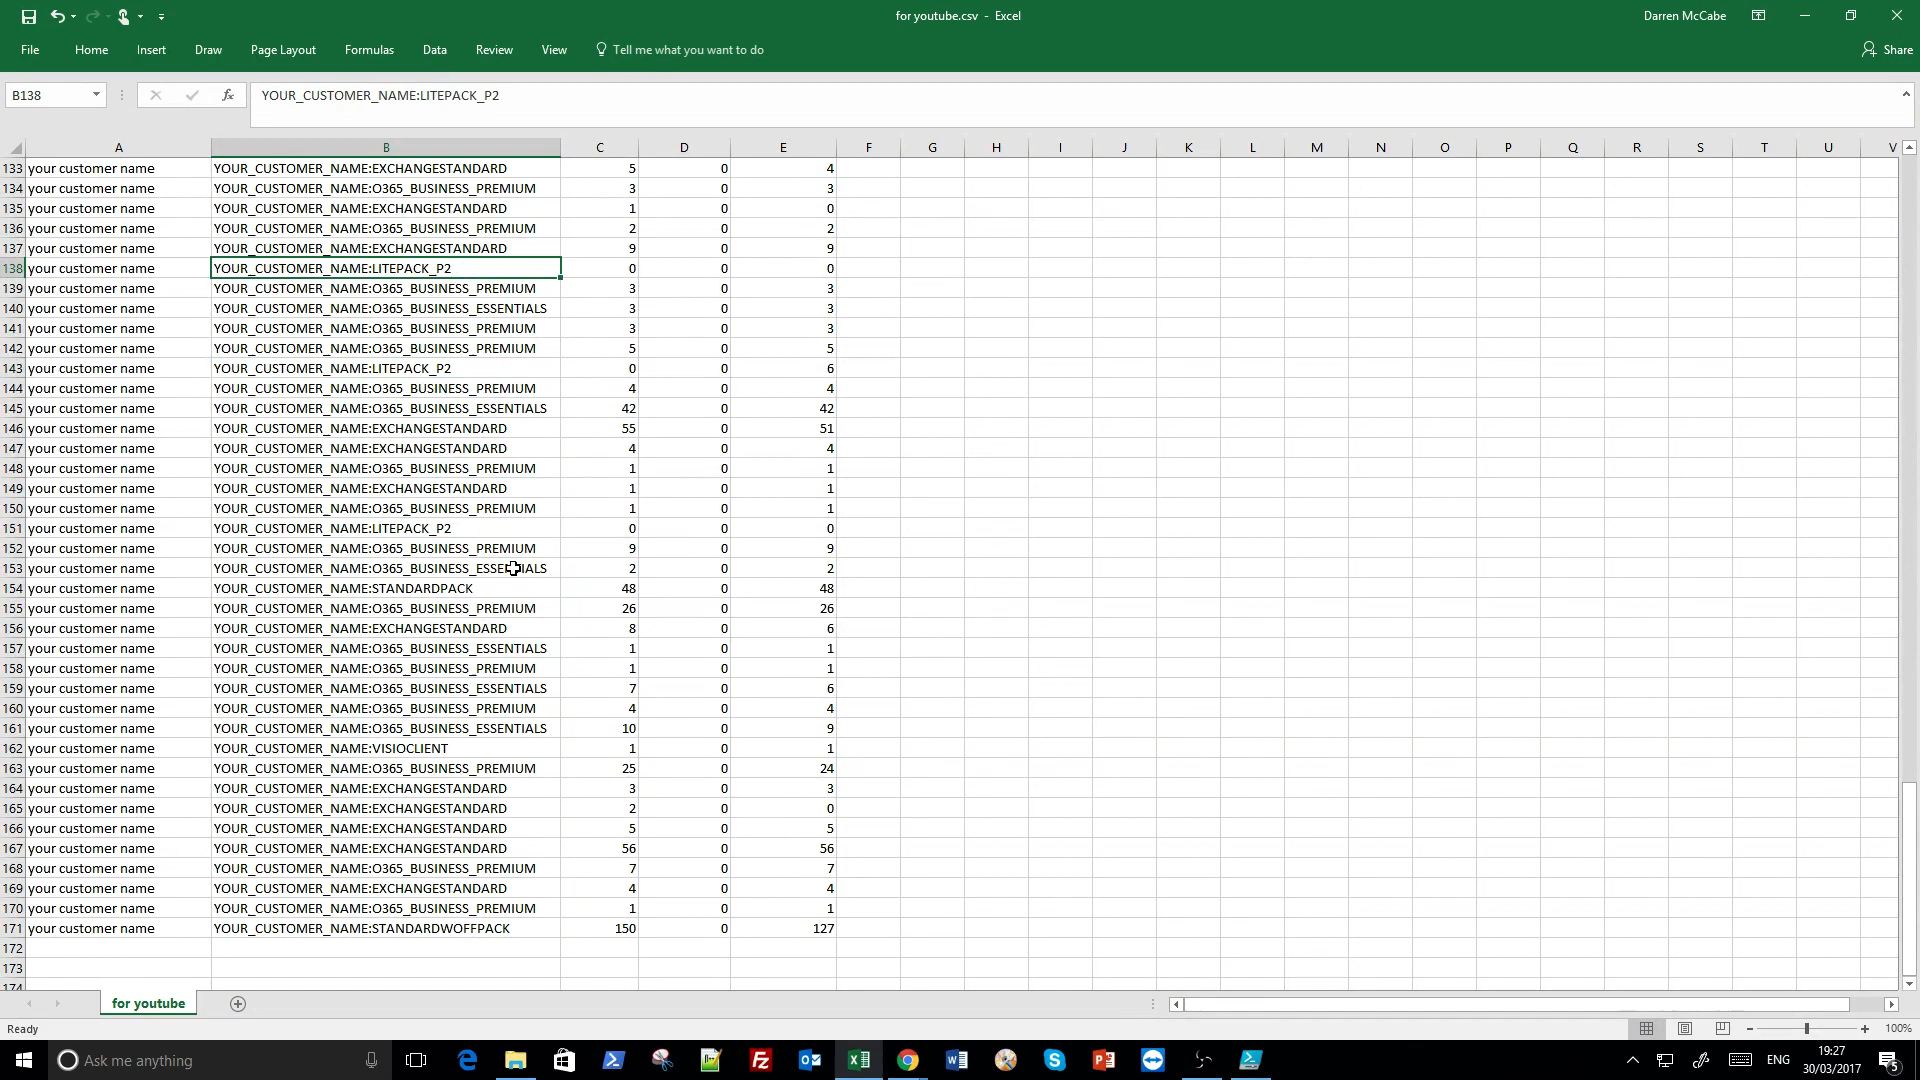 for youtube.csv - Excel
Darren McCabe
File Home Insert Draw Page Layout Formulas Data Review View Tell me what you want to do Share
B138 fx YOUR_CUSTOMER_NAME:LITEPACK_P2
A B C D E F G H I J K L M N O P Q R S T U V
133 your customer name YOUR_CUSTOMER_NAME:EXCHANGESTANDARD 5 0 4
134 your customer name YOUR_CUSTOMER_NAME:O365_BUSINESS_PREMIUM 3 0 3
135 your customer name YOUR_CUSTOMER_NAME:EXCHANGESTANDARD 1 0 0
136 your customer name YOUR_CUSTOMER_NAME:O365_BUSINESS_PREMIUM 2 0 2
137 your customer name YOUR_CUSTOMER_NAME:EXCHANGESTANDARD 9 0 9
138 your customer name YOUR_CUSTOMER_NAME:LITEPACK_P2 0 0 0
139 your customer name YOUR_CUSTOMER_NAME:O365_BUSINESS_PREMIUM 3 0 3
140 your customer name YOUR_CUSTOMER_NAME:O365_BUSINESS_ESSENTIALS 3 0 3
141 your customer name YOUR_CUSTOMER_NAME:O365_BUSINESS_PREMIUM 3 0 3
142 your customer name YOUR_CUSTOMER_NAME:O365_BUSINESS_PREMIUM 5 0 5
143 your customer name YOUR_CUSTOMER_NAME:LITEPACK_P2 0 0 6
144 your customer name YOUR_CUSTOMER_NAME:O365_BUSINESS_PREMIUM 4 0 4
145 your customer name YOUR_CUSTOMER_NAME:O365_BUSINESS_ESSENTIALS 42 0 42
146 your customer name YOUR_CUSTOMER_NAME:EXCHANGESTANDARD 55 0 51
147 your customer name YOUR_CUSTOMER_NAME:EXCHANGESTANDARD 4 0 4
148 your customer name YOUR_CUSTOMER_NAME:O365_BUSINESS_PREMIUM 1 0 1
149 your customer name YOUR_CUSTOMER_NAME:EXCHANGESTANDARD 1 0 1
150 your customer name YOUR_CUSTOMER_NAME:O365_BUSINESS_PREMIUM 1 0 1
151 your customer name YOUR_CUSTOMER_NAME:LITEPACK_P2 0 0 0
152 your customer name YOUR_CUSTOMER_NAME:O365_BUSINESS_PREMIUM 9 0 9
153 your customer name YOUR_CUSTOMER_NAME:O365_BUSINESS_ESSENTIALS 2 0 2
154 your customer name YOUR_CUSTOMER_NAME:STANDARDPACK 48 0 48
155 your customer name YOUR_CUSTOMER_NAME:O365_BUSINESS_PREMIUM 26 0 26
156 your customer name YOUR_CUSTOMER_NAME:EXCHANGESTANDARD 8 0 6
157 your customer name YOUR_CUSTOMER_NAME:O365_BUSINESS_ESSENTIALS 1 0 1
158 your customer name YOUR_CUSTOMER_NAME:O365_BUSINESS_PREMIUM 1 0 1
159 your customer name YOUR_CUSTOMER_NAME:O365_BUSINESS_ESSENTIALS 7 0 6
160 your customer name YOUR_CUSTOMER_NAME:O365_BUSINESS_PREMIUM 4 0 4
161 your customer name YOUR_CUSTOMER_NAME:O365_BUSINESS_ESSENTIALS 10 0 9
162 your customer name YOUR_CUSTOMER_NAME:VISIOCLIENT 1 0 1
163 your customer name YOUR_CUSTOMER_NAME:O365_BUSINESS_PREMIUM 25 0 24
164 your customer name YOUR_CUSTOMER_NAME:EXCHANGESTANDARD 3 0 3
165 your customer name YOUR_CUSTOMER_NAME:EXCHANGESTANDARD 2 0 0
166 your customer name YOUR_CUSTOMER_NAME:EXCHANGESTANDARD 5 0 5
167 your customer name YOUR_CUSTOMER_NAME:EXCHANGESTANDARD 56 0 56
168 your customer name YOUR_CUSTOMER_NAME:O365_BUSINESS_PREMIUM 7 0 7
169 your customer name YOUR_CUSTOMER_NAME:EXCHANGESTANDARD 4 0 4
170 your customer name YOUR_CUSTOMER_NAME:O365_BUSINESS_PREMIUM 1 0 1
171 your customer name YOUR_CUSTOMER_NAME:STANDARDWOFFPACK 150 0 127
172
173
174
for youtube
Ready 100%
Ask me anything ENG 19:27
30/03/2017 5